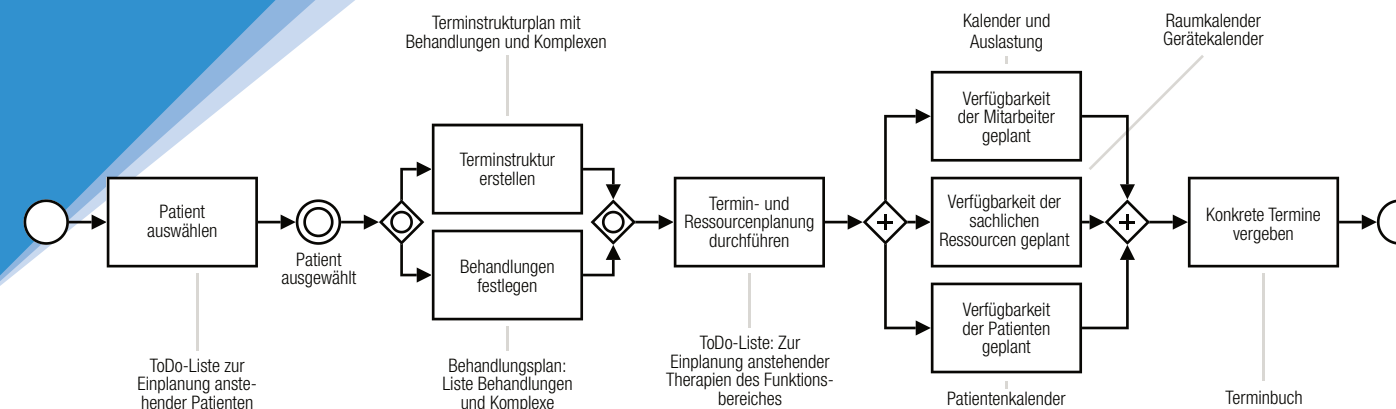 Terminstrukturplan mit
Behandlungen und Komplexen
Kalender und
Auslastung
Raumkalender
Gerätekalender
Patient
auswählen
Patient
ausgewählt
Terminstruktur
erstellen
Behandlungen
festlegen
Termin- und
Ressourcenplanung
durchführen
Verfügbarkeit
der Mitarbeiter
geplant
Verfügbarkeit der
sachlichen
Ressourcen geplant
Verfügbarkeit
der Patienten
geplant
Konkrete Termine
vergeben
ToDo-Liste zur
Einplanung anste-
hender Patienten
Behandlungsplan:
Liste Behandlungen
und Komplexe
ToDo-Liste: Zur
Einplanung anstehender
Therapien des Funktions-
bereiches
Patientenkalender
Terminbuch